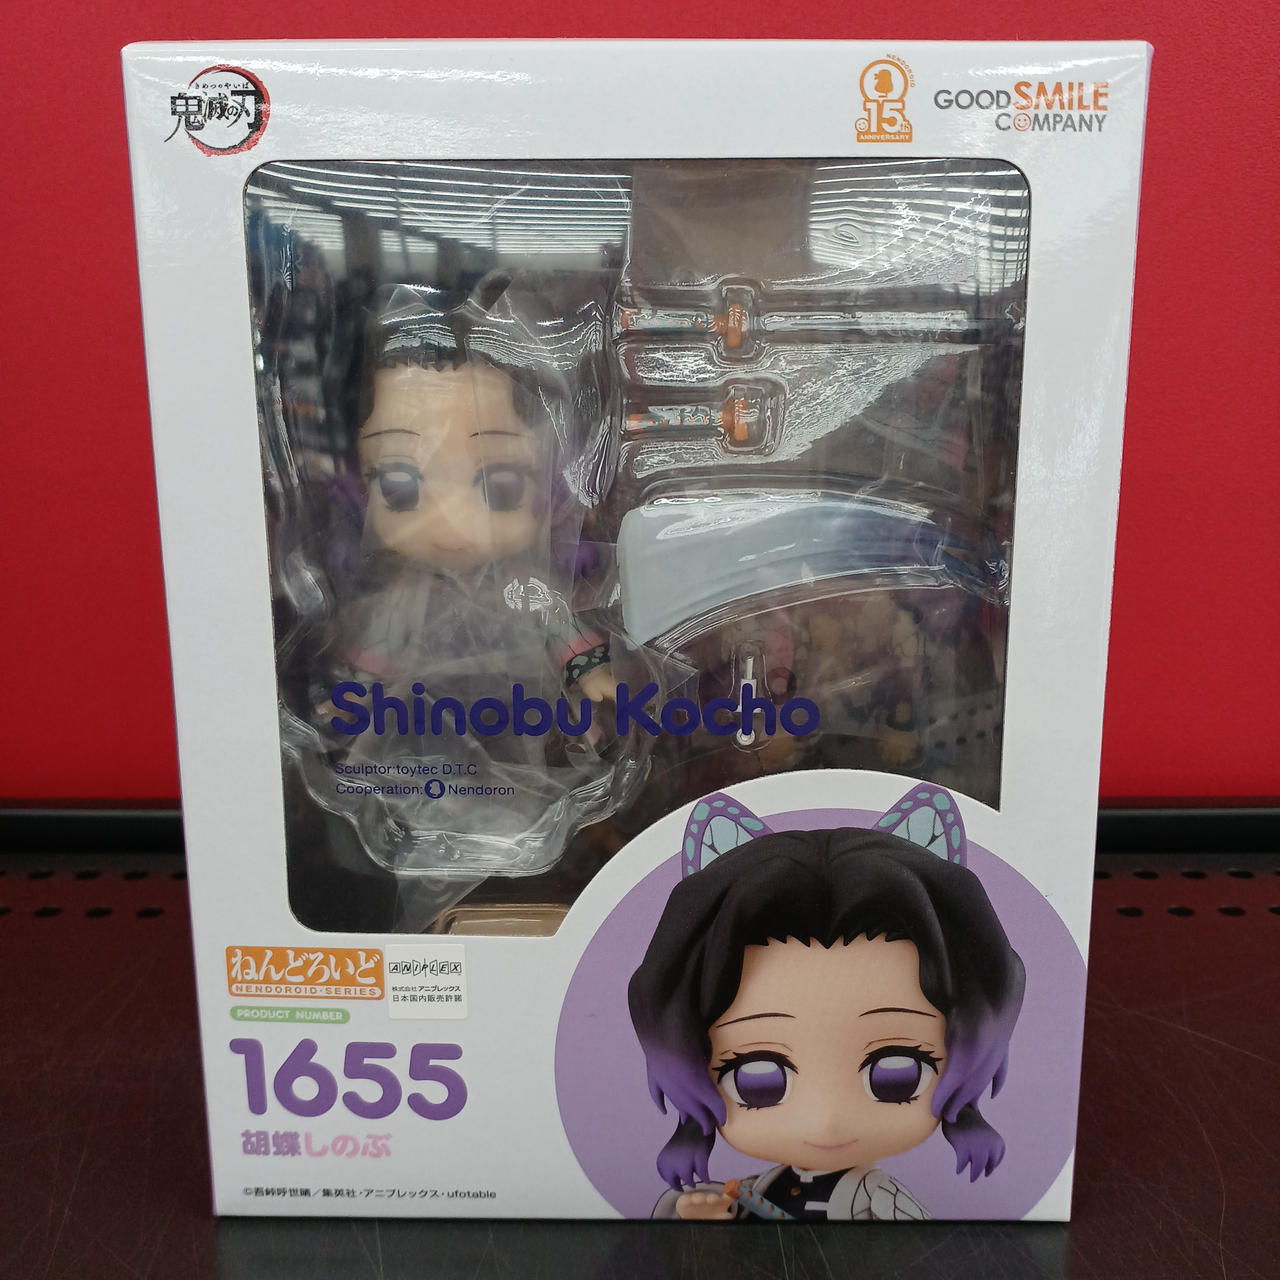 きめつのやいば
鬼滅の刃
NENDOROID
15th
ANNIVERSARY
GOOD SMILE
COMPANY
Shinobu Kocho
Sculptor:toytec D.T.C
Cooperation: Nendoron
ねんどろいど
NENDOROID·SERIES
ANIPLEX
株式会社アニプレックス
日本国内販売許諾
PRODUCT NUMBER
1655
胡蝶しのぶ
©吾峠呼世晴／集英社・アニプレックス・ufotable